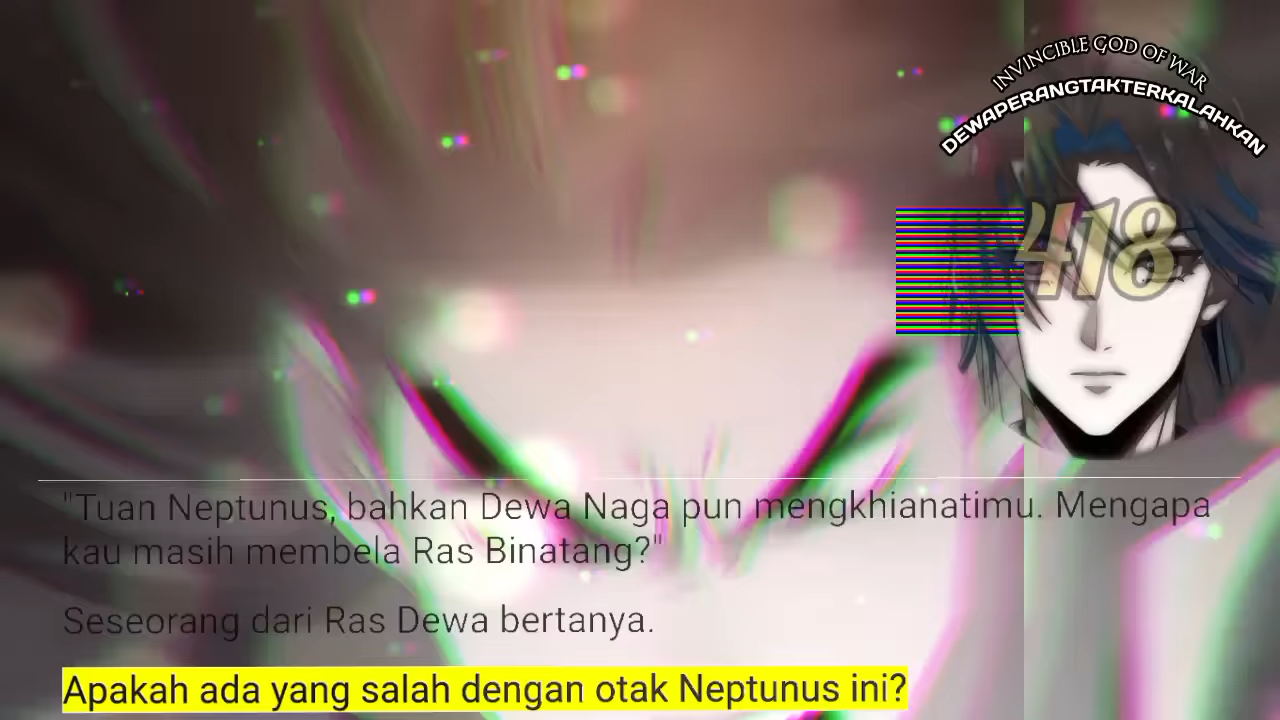 INVINCIBLE GOD OF WAR
DEWAPERANGTAKTERKALAHKAN
418
"Tuan Neptunus, bahkan Dewa Naga pun mengkhianatimu. Mengapa
kau masih membela Ras Binatang?"
Seseorang dari Ras Dewa bertanya.
Apakah ada yang salah dengan otak Neptunus ini?